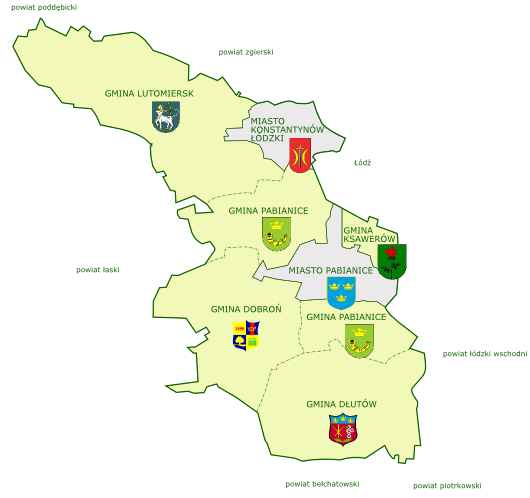 powiat poddębicki
powiat zgierski
GMINA LUTOMIERSK
MIASTO
KONSTANTYNÓW
ŁÓDZKI
Łódź
GMINA PABIANICE
GMINA
KSAWERÓW
powiat łaski
MIASTO PABIANICE
GMINA DOBROŃ
GMINA PABIANICE
powiat łódzki wschodni
GMINA DŁUTÓW
powiat bełchatowski
powiat piotrkowski